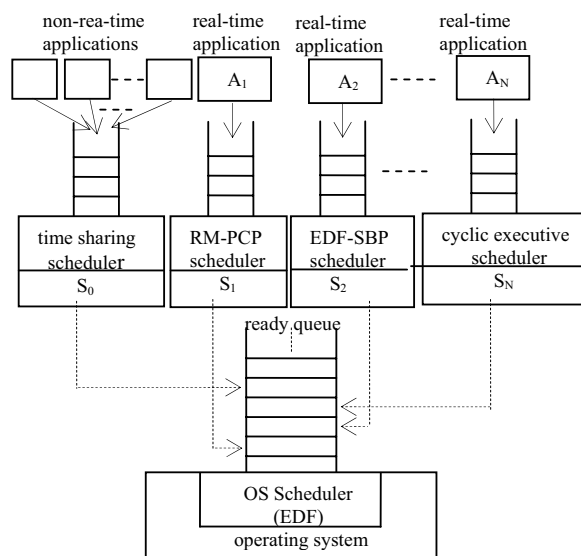 non-rea-time
applications
real-time
application
real-time
application
real-time
application
A1
A2
AN
time sharing
scheduler
S0
RM-PCP
scheduler
S1
EDF-SBP
scheduler
S2
cyclic executive
scheduler
SN
ready queue
OS Scheduler
(EDF)
operating system